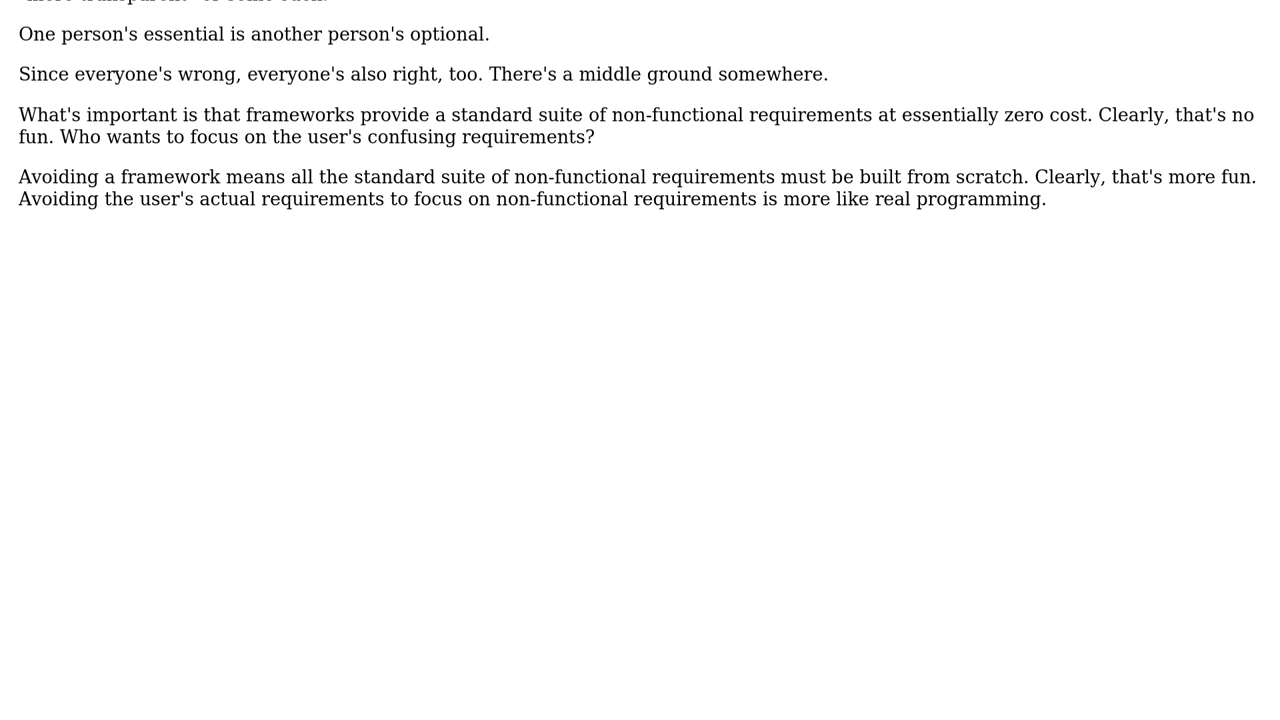 One person's essential is another person's optional.
Since everyone's wrong, everyone's also right, too. There's a middle ground somewhere.
What's important is that frameworks provide a standard suite of non-functional requirements at essentially zero cost. Clearly, that's no
fun. Who wants to focus on the user's confusing requirements?
Avoiding a framework means all the standard suite of non-functional requirements must be built from scratch. Clearly, that's more fun.
Avoiding the user's actual requirements to focus on non-functional requirements is more like real programming.